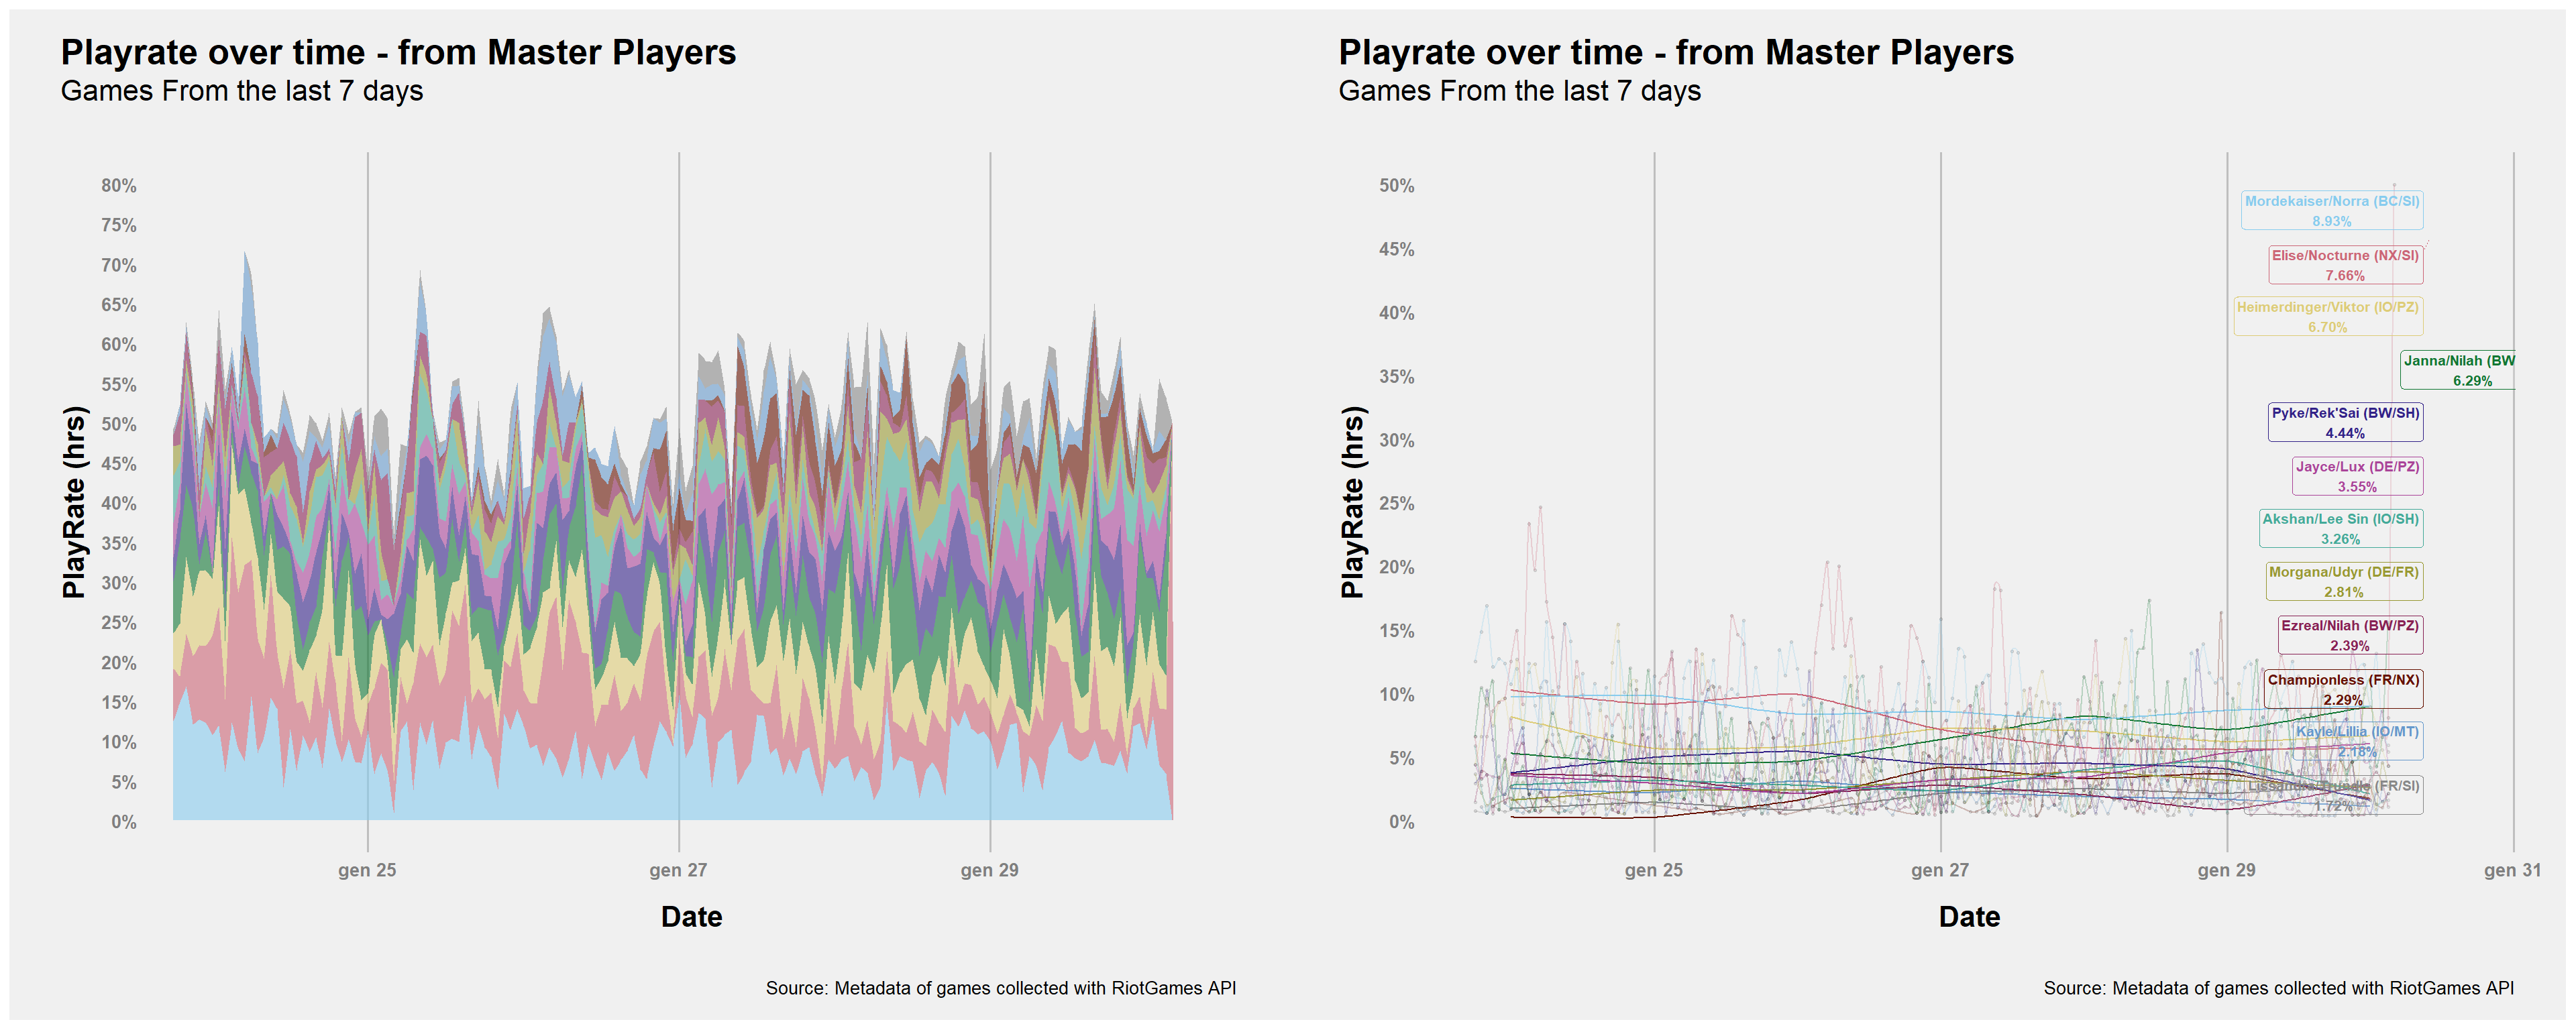 Playrate over time - from Master Players
Games From the last 7 days
PlayRate (hrs)
80%
75%
70%
65%
60%
55%
50%
45%
40%
35%
30%
25%
20%
15%
10%
5%
0%
gen 25
gen 27
gen 29
Date
Source: Metadata of games collected with RiotGames API
Playrate over time - from Master Players
Games From the last 7 days
PlayRate (hrs)
50%
45%
40%
35%
30%
25%
20%
15%
10%
5%
0%
Mordekaiser/Norra (BC/SI)
8.93%
Elise/Nocturne (NX/SI)
7.66%
Heimerdinger/Viktor (IO/PZ)
6.70%
Janna/Nilah (BW
6.29%
Pyke/Rek'Sai (BW/SH)
4.44%
Jayce/Lux (DE/PZ)
3.55%
Akshan/Lee Sin (IO/SH)
3.26%
Morgana/Udyr (DE/FR)
2.81%
Ezreal/Nilah (BW/PZ)
2.39%
Championless (FR/NX)
2.29%
Kayle/Lillia (IO/MT)
2.18%
Lissandra/Trundle (FR/SI)
1.72%
gen 25
gen 27
gen 29
gen 31
Date
Source: Metadata of games collected with RiotGames API